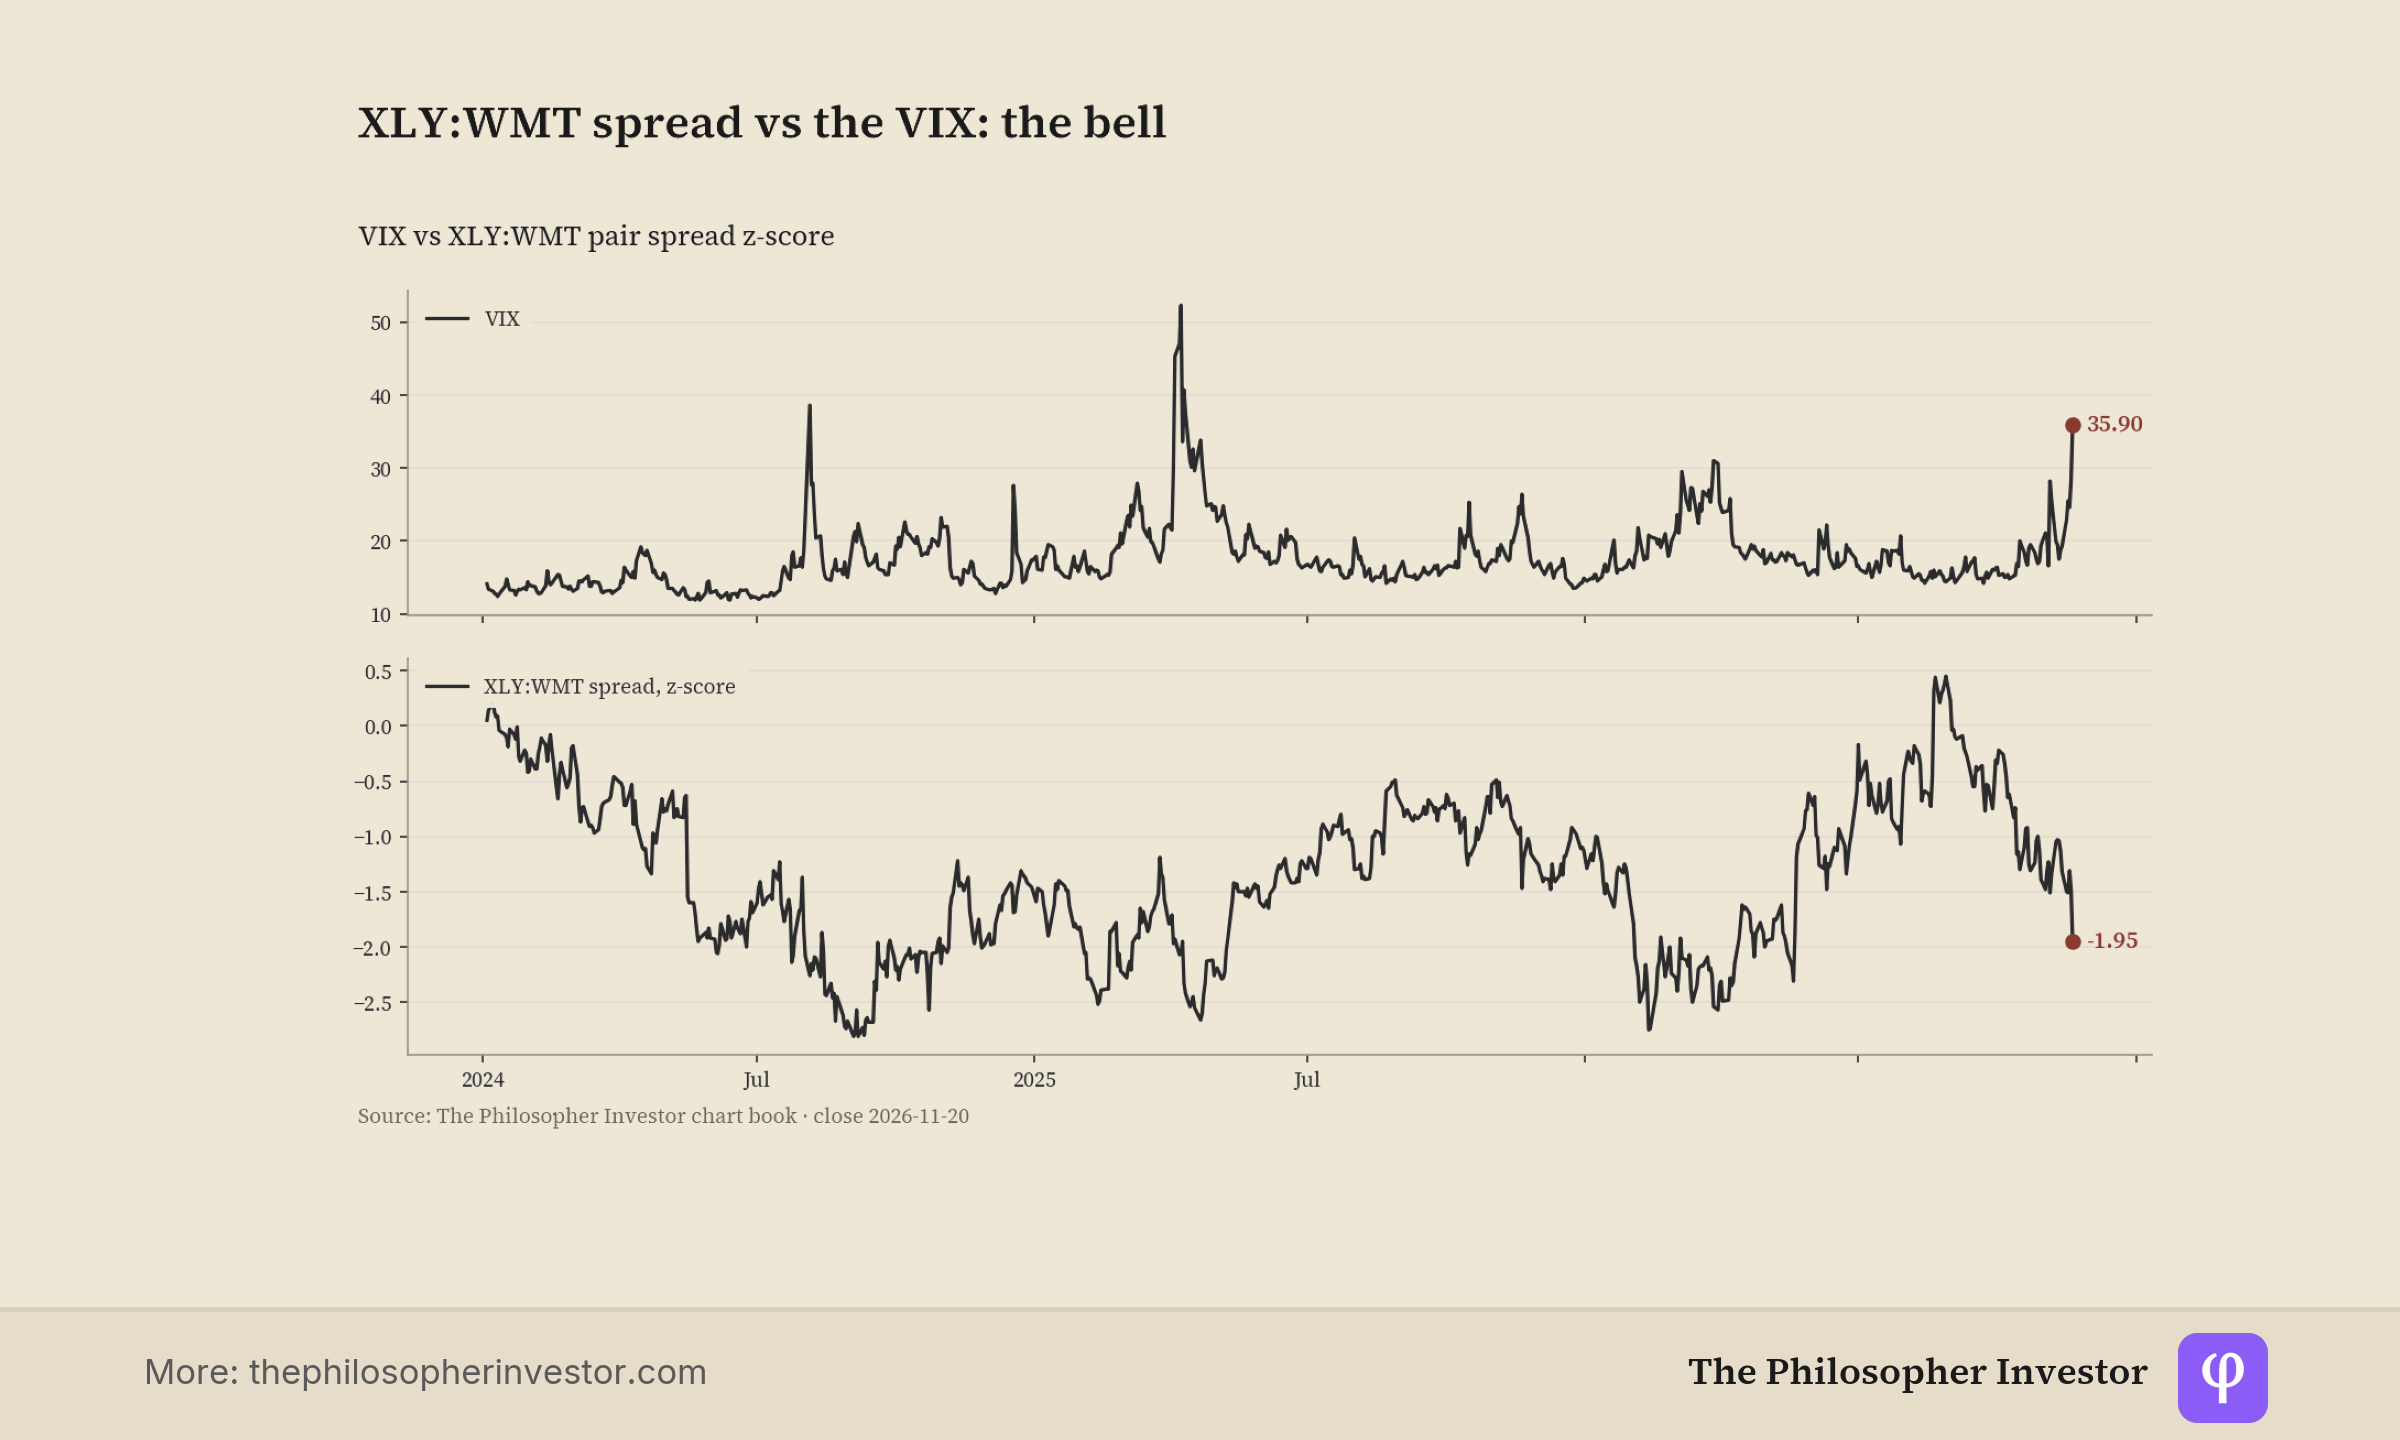 XLY:WMT spread vs the VIX: the bell
VIX vs XLY:WMT pair spread z-score
VIX
50
40
30
20
10
35.90
XLY:WMT spread, z-score
0.5
0.0
−0.5
−1.0
−1.5
−2.0
−2.5
-1.95
2024 Jul 2025 Jul
Source: The Philosopher Investor chart book · close 2026-11-20
More: thephilosopherinvestor.com
The Philosopher Investor φ